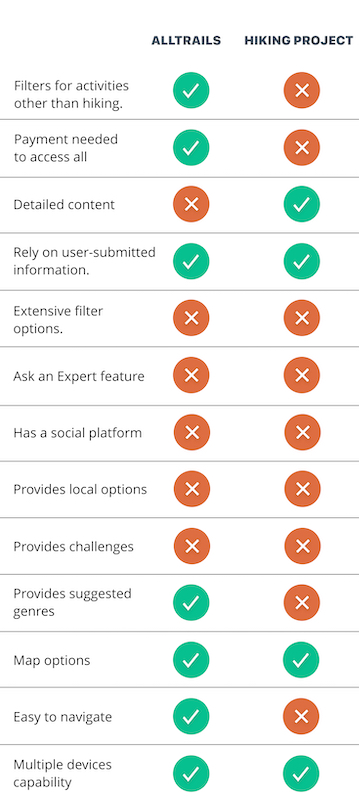 ALLTRAILS HIKING PROJECT
Filters for activities
other than hiking.
Payment needed
to access all
Detailed content
Rely on user-submitted
information.
Extensive filter
options.
Ask an Expert feature
Has a social platform
Provides local options
Provides challenges
Provides suggested
genres
Map options
Easy to navigate
Multiple devices
capability